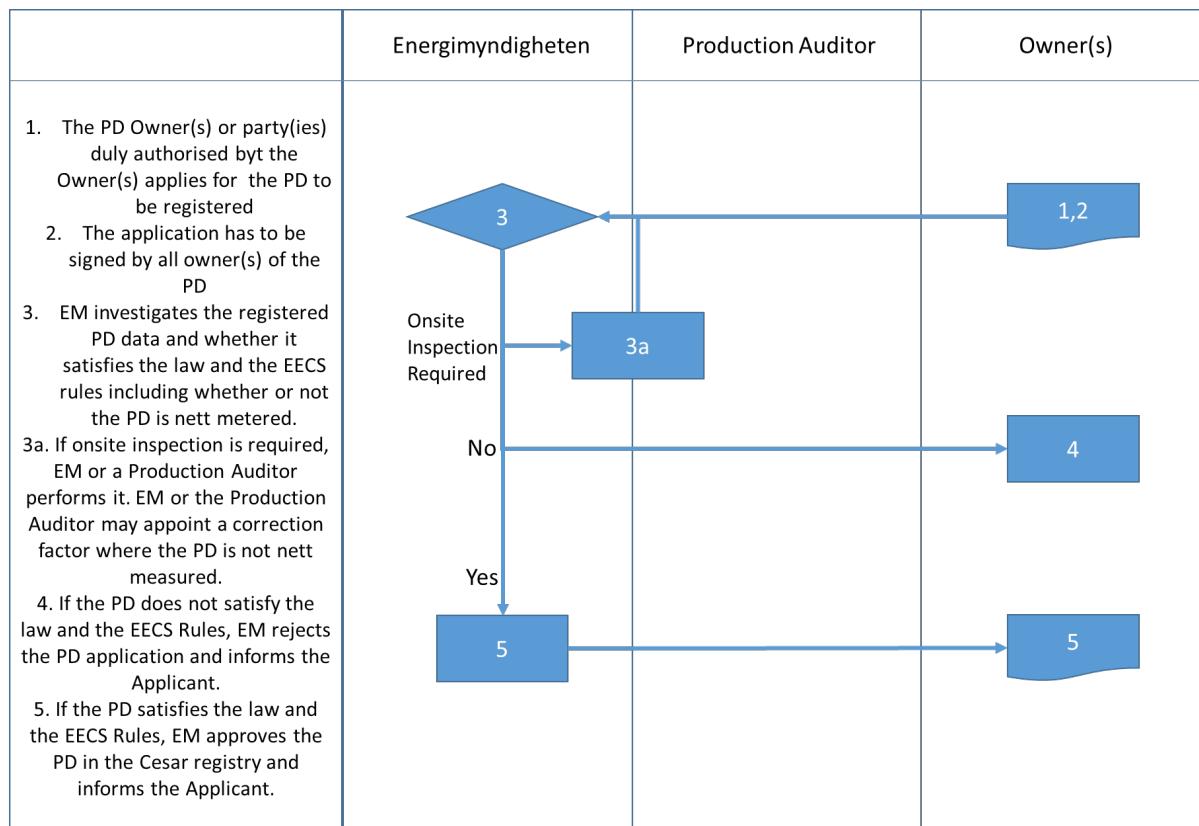 Energimyndigheten
Production Auditor
Owner(s)
1. The PD Owner(s) or party(ies)
duly authorised byt the
Owner(s) applies for the PD to
be registered
2. The application has to be
signed by all owner(s) of the
PD
3. EM investigates the registered
PD data and whether it
satisfies the law and the EECS
rules including whether or not
the PD is nett metered.
3a. If onsite inspection is required,
EM or a Production Auditor
performs it. EM or the Production
Auditor may appoint a correction
factor where the PD is not nett
measured.
4. If the PD does not satisfy the
law and the EECS Rules, EM rejects
the PD application and informs the
Applicant.
5. If the PD satisfies the law and
the EECS Rules, EM approves the
PD in the Cesar registry and
informs the Applicant.
3
1,2
Onsite
Inspection
Required
3a
No
4
Yes
5
5